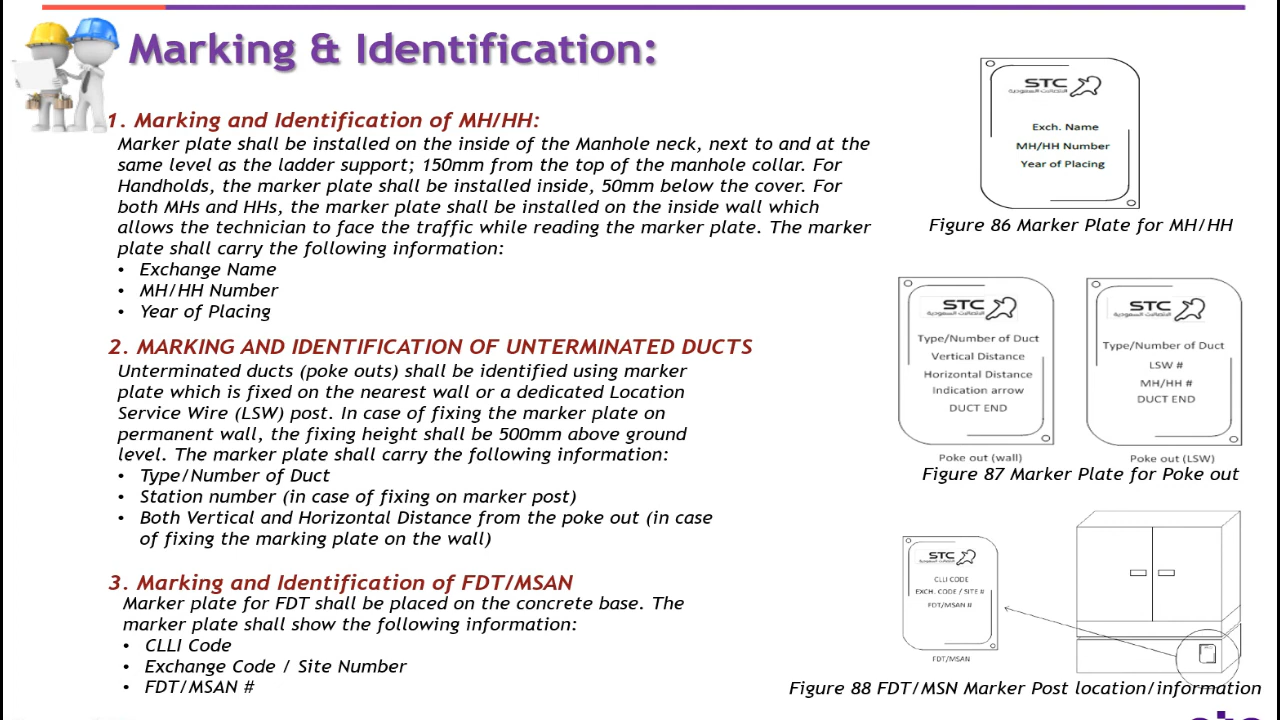 Marking & Identification:
1. Marking and Identification of MH/HH:
Marker plate shall be installed on the inside of the Manhole neck, next to and at the
same level as the ladder support; 150mm from the top of the manhole collar. For
Handholds, the marker plate shall be installed inside, 50mm below the cover. For
both MHs and HHs, the marker plate shall be installed on the inside wall which
allows the technician to face the traffic while reading the marker plate. The marker
plate shall carry the following information:
• Exchange Name
• MH/HH Number
• Year of Placing
2. MARKING AND IDENTIFICATION OF UNTERMINATED DUCTS
Unterminated ducts (poke outs) shall be identified using marker
plate which is fixed on the nearest wall or a dedicated Location
Service Wire (LSW) post. In case of fixing the marker plate on
permanent wall, the fixing height shall be 500mm above ground
level. The marker plate shall carry the following information:
• Type/Number of Duct
• Station number (in case of fixing on marker post)
• Both Vertical and Horizontal Distance from the poke out (in case
of fixing the marking plate on the wall)
3. Marking and Identification of FDT/MSAN
Marker plate for FDT shall be placed on the concrete base. The
marker plate shall show the following information:
• CLLI Code
• Exchange Code / Site Number
• FDT/MSAN #
STC
الاتصالات السعودية
Exch. Name
MH/HH Number
Year of Placing
Figure 86 Marker Plate for MH/HH
STC
الاتصالات السعودية
Type/Number of Duct
Vertical Distance
Horizontal Distance
Indication arrow
DUCT END
Poke out (wall)
STC
الاتصالات السعودية
Type/Number of Duct
LSW #
MH/HH #
DUCT END
Poke out (LSW)
Figure 87 Marker Plate for Poke out
STC
CLLI CODE
EXCH. CODE / SITE #
FDT/MSAN #
FDT/MSAN
Figure 88 FDT/MSN Marker Post location/information